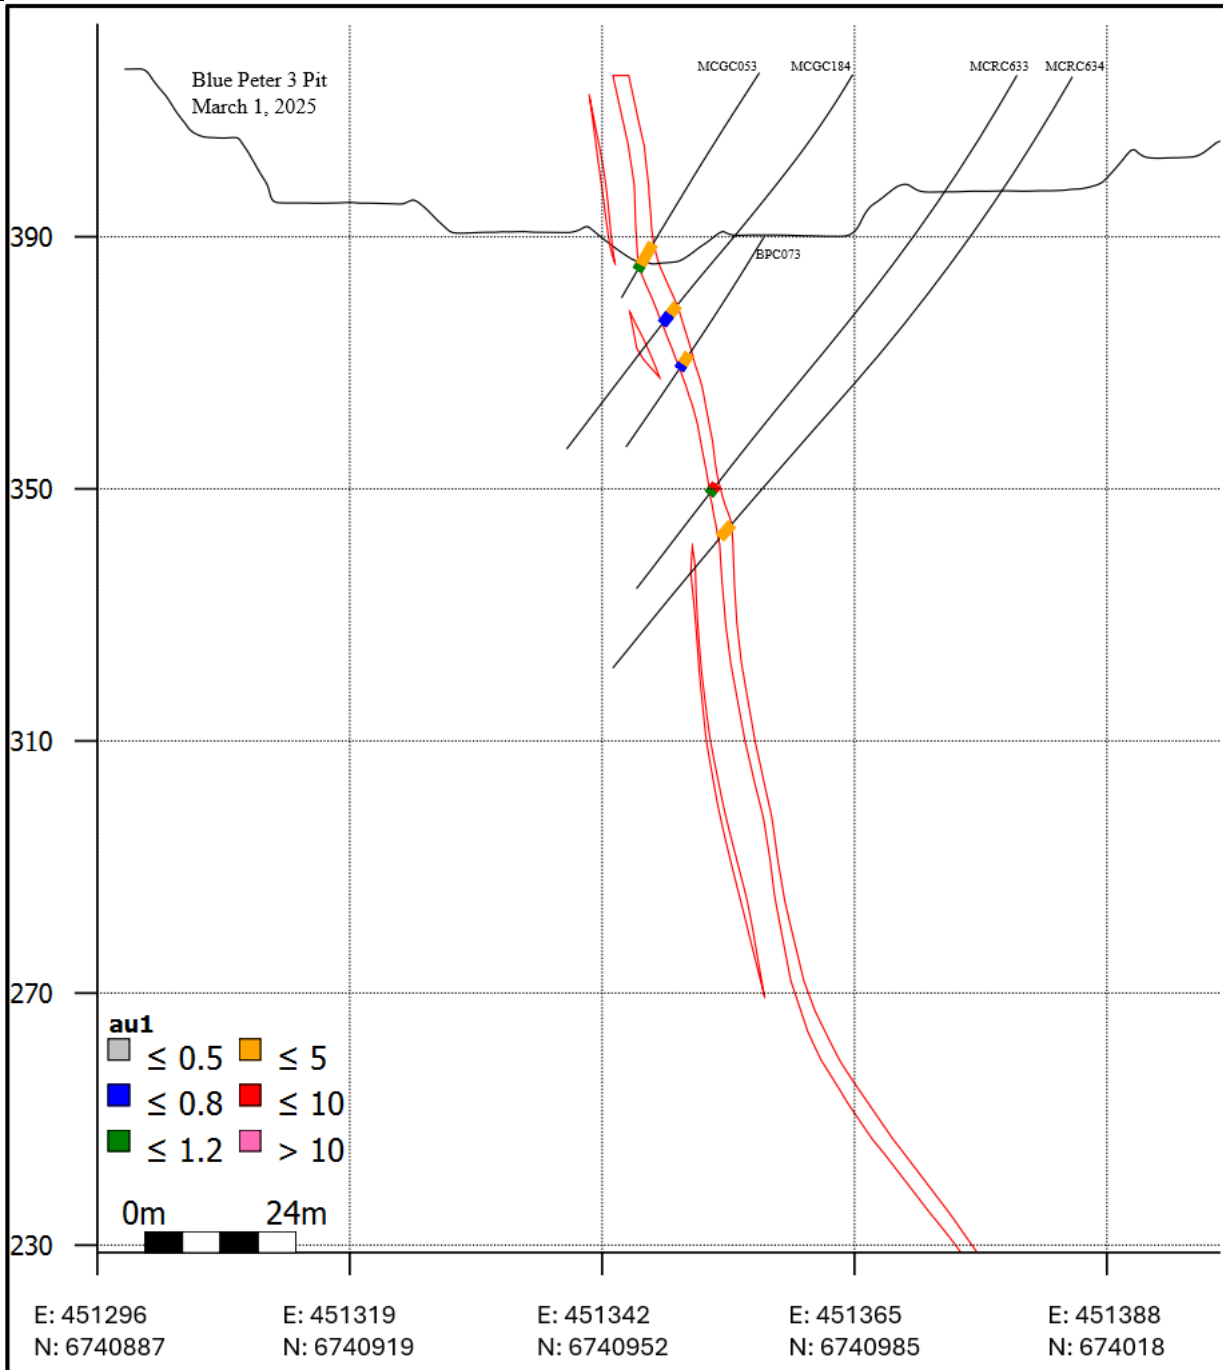 Blue Peter 3 Pit
March 1, 2025
MCGC053
MCGC184
MCRC633
MCRC634
390
BPC073
350
310
270
au1
≤ 0.5
≤ 5
≤ 0.8
≤ 10
≤ 1.2
> 10
0m
24m
230
E: 451296
N: 6740887
E: 451319
N: 6740919
E: 451342
N: 6740952
E: 451365
N: 6740985
E: 451388
N: 674018